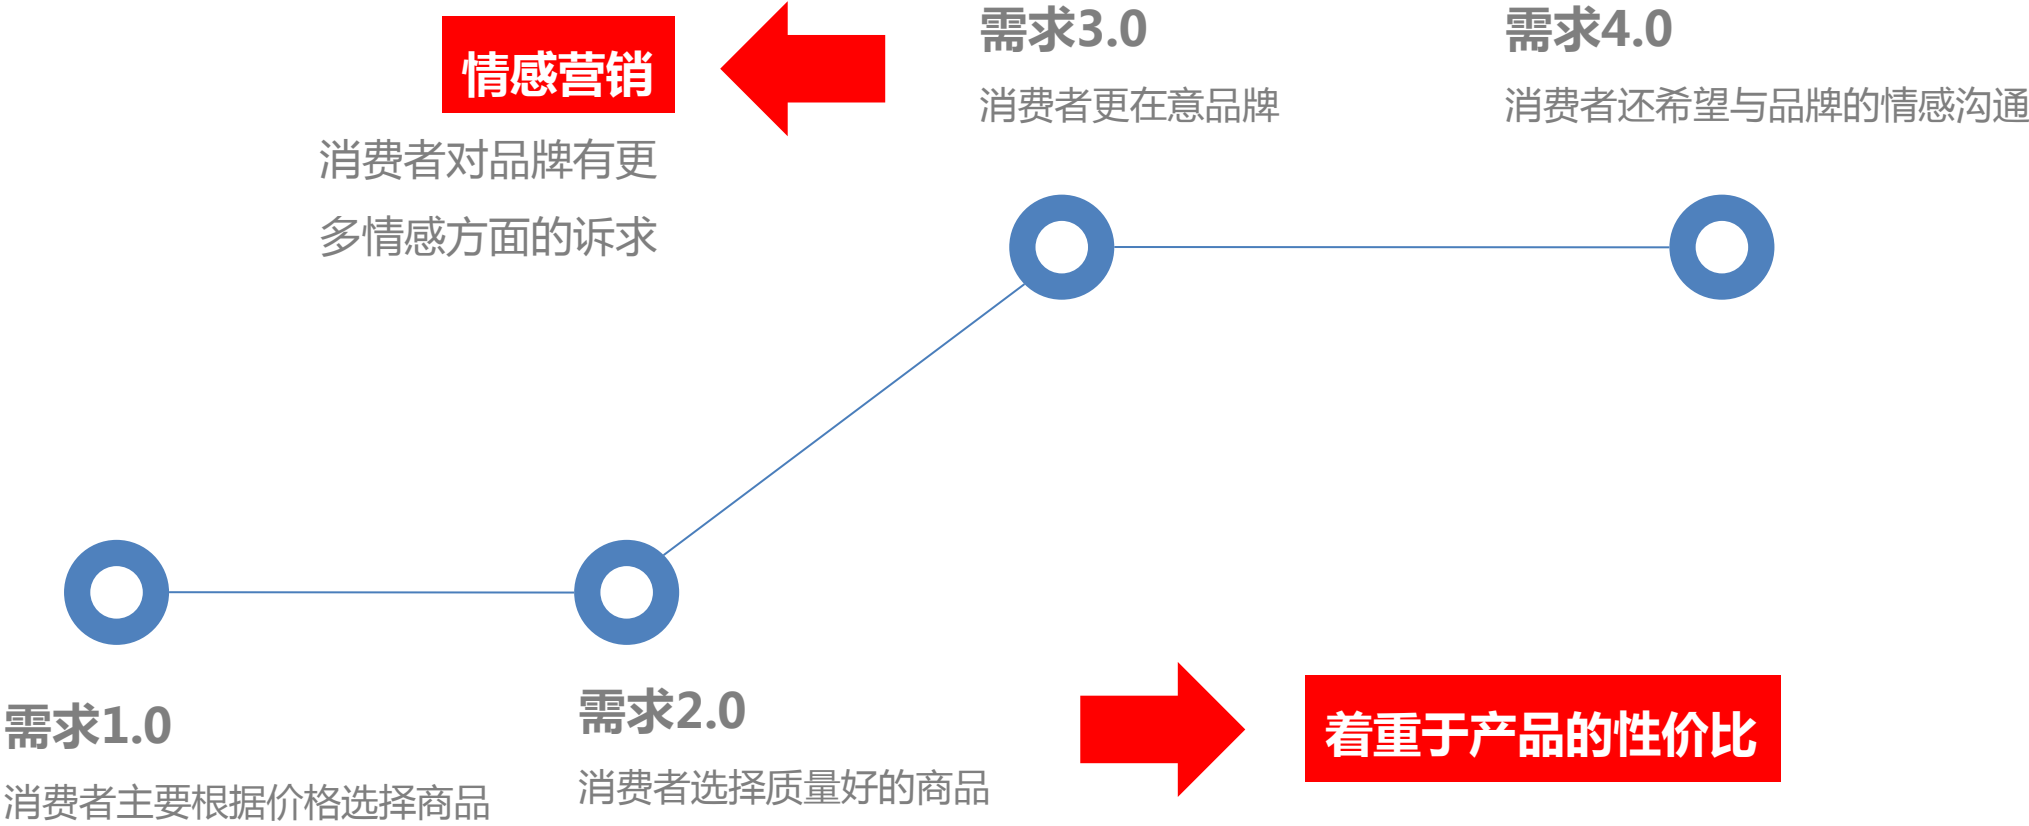 情感营销
消费者对品牌有更
多情感方面的诉求
需求3.0
消费者更在意品牌
需求4.0
消费者还希望与品牌的情感沟通
需求1.0
消费者主要根据价格选择商品
需求2.0
消费者选择质量好的商品
着重于产品的性价比